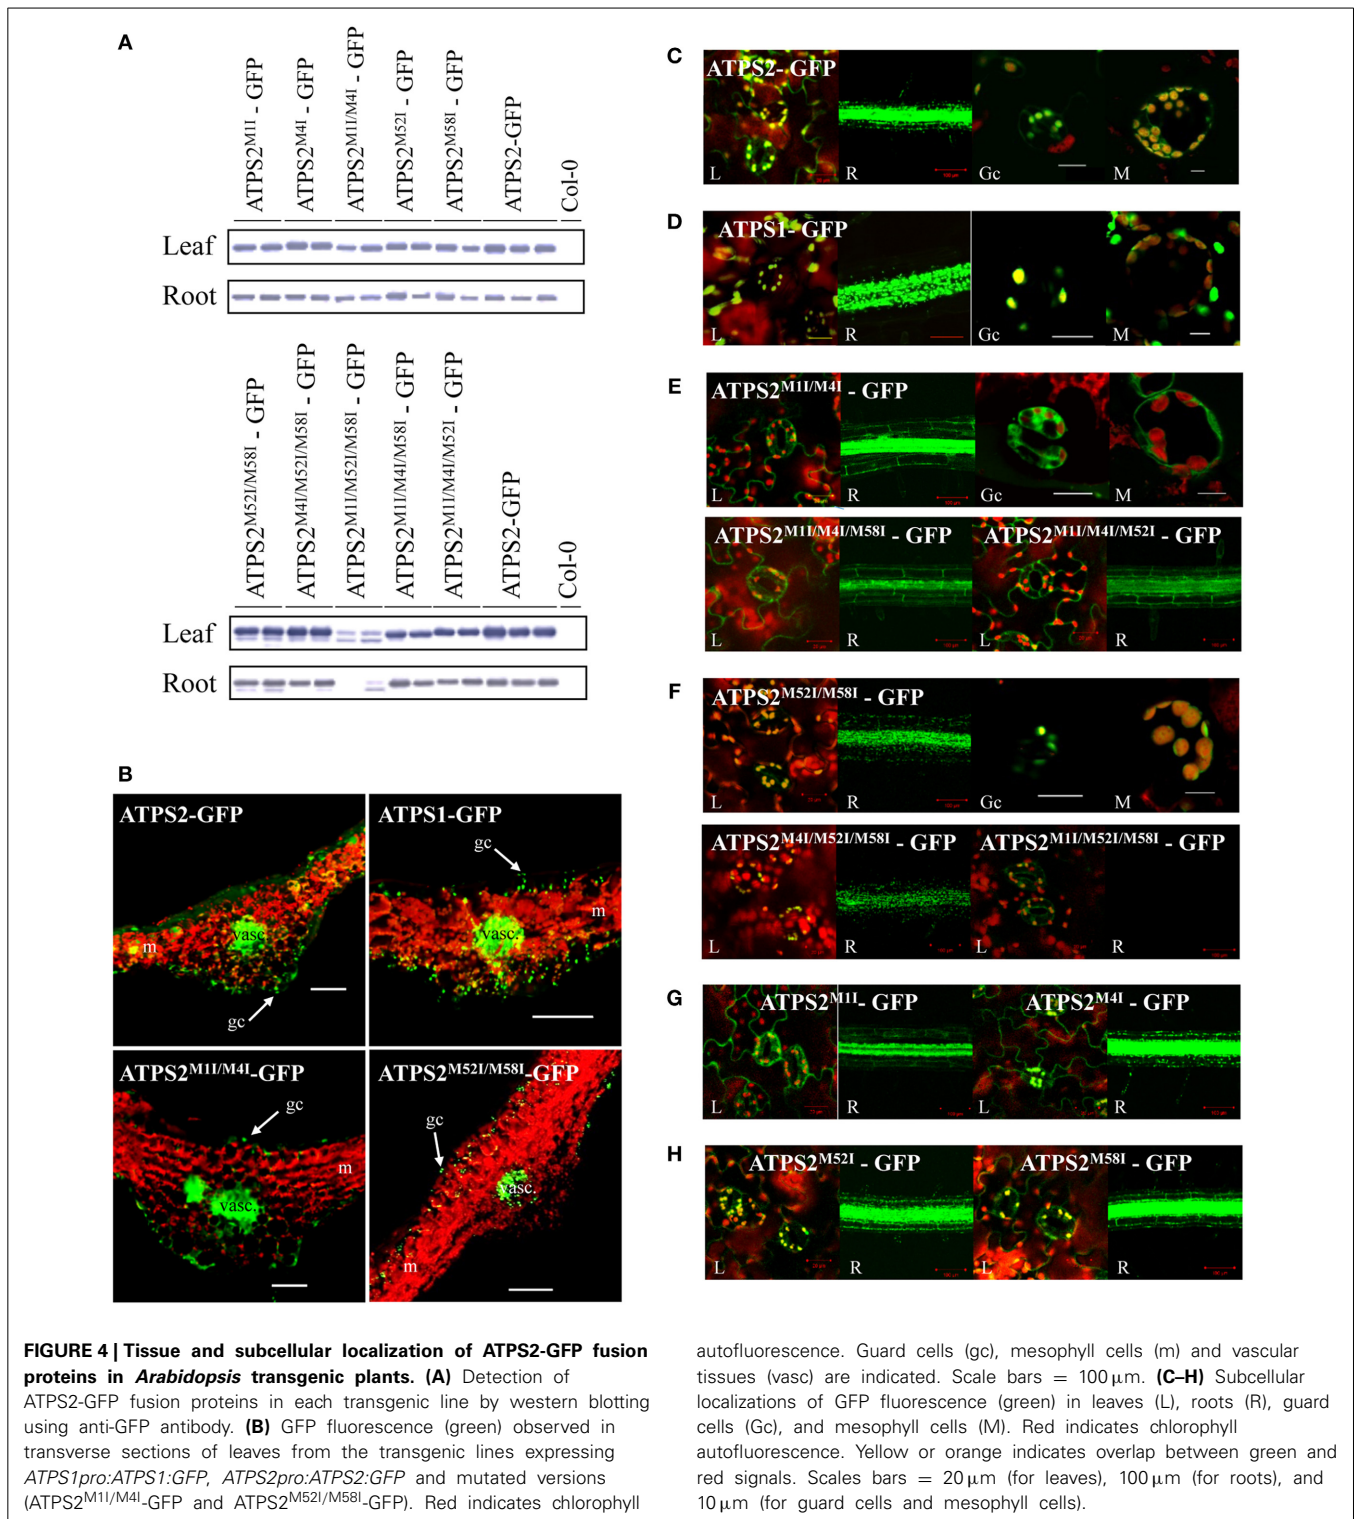 A
ATPS2M1I - GFP
ATPS2M4I - GFP
ATPS2M1I/M4I - GFP
ATPS2M52I - GFP
ATPS2M58I - GFP
ATPS2-GFP
Col-0
Leaf
Root
ATPS2M52I/M58I - GFP
ATPS2M4I/M52I/M58I - GFP
ATPS2M1I/M52I/M58I - GFP
ATPS2M1I/M4I/M58I - GFP
ATPS2M1I/M4I/M52I - GFP
ATPS2-GFP
Col-0
Leaf
Root
B
ATPS2-GFP
m
vasc.
gc
ATPS1-GFP
gc
m
vasc.
ATPS2M1I/M4I-GFP
gc
m
vasc.
ATPS2M52I/M58I-GFP
gc
vasc.
m
C
ATPS2- GFP
L
R
Gc
M
D
ATPS1- GFP
L
R
Gc
M
E
ATPS2M1I/M4I - GFP
L
R
Gc
M
ATPS2M1I/M4I/M58I - GFP
ATPS2M1I/M4I/M52I - GFP
L
R
L
R
F
ATPS2M52I/M58I - GFP
L
R
Gc
M
ATPS2M4I/M52I/M58I - GFP
ATPS2M1I/M52I/M58I - GFP
L
R
L
R
G
ATPS2M1I- GFP
ATPS2M4I - GFP
L
R
L
R
H
ATPS2M52I - GFP
ATPS2M58I - GFP
L
R
L
R
FIGURE 4 | Tissue and subcellular localization of ATPS2-GFP fusion
proteins in Arabidopsis transgenic plants. (A) Detection of
ATPS2-GFP fusion proteins in each transgenic line by western blotting
using anti-GFP antibody. (B) GFP fluorescence (green) observed in
transverse sections of leaves from the transgenic lines expressing
ATPS1pro:ATPS1:GFP, ATPS2pro:ATPS2:GFP and mutated versions
(ATPS2M1I/M4I-GFP and ATPS2M52I/M58I-GFP). Red indicates chlorophyll
autofluorescence. Guard cells (gc), mesophyll cells (m) and vascular
tissues (vasc) are indicated. Scale bars = 100 μm. (C–H) Subcellular
localizations of GFP fluorescence (green) in leaves (L), roots (R), guard
cells (Gc), and mesophyll cells (M). Red indicates chlorophyll
autofluorescence. Yellow or orange indicates overlap between green and
red signals. Scales bars = 20 μm (for leaves), 100 μm (for roots), and
10 μm (for guard cells and mesophyll cells).